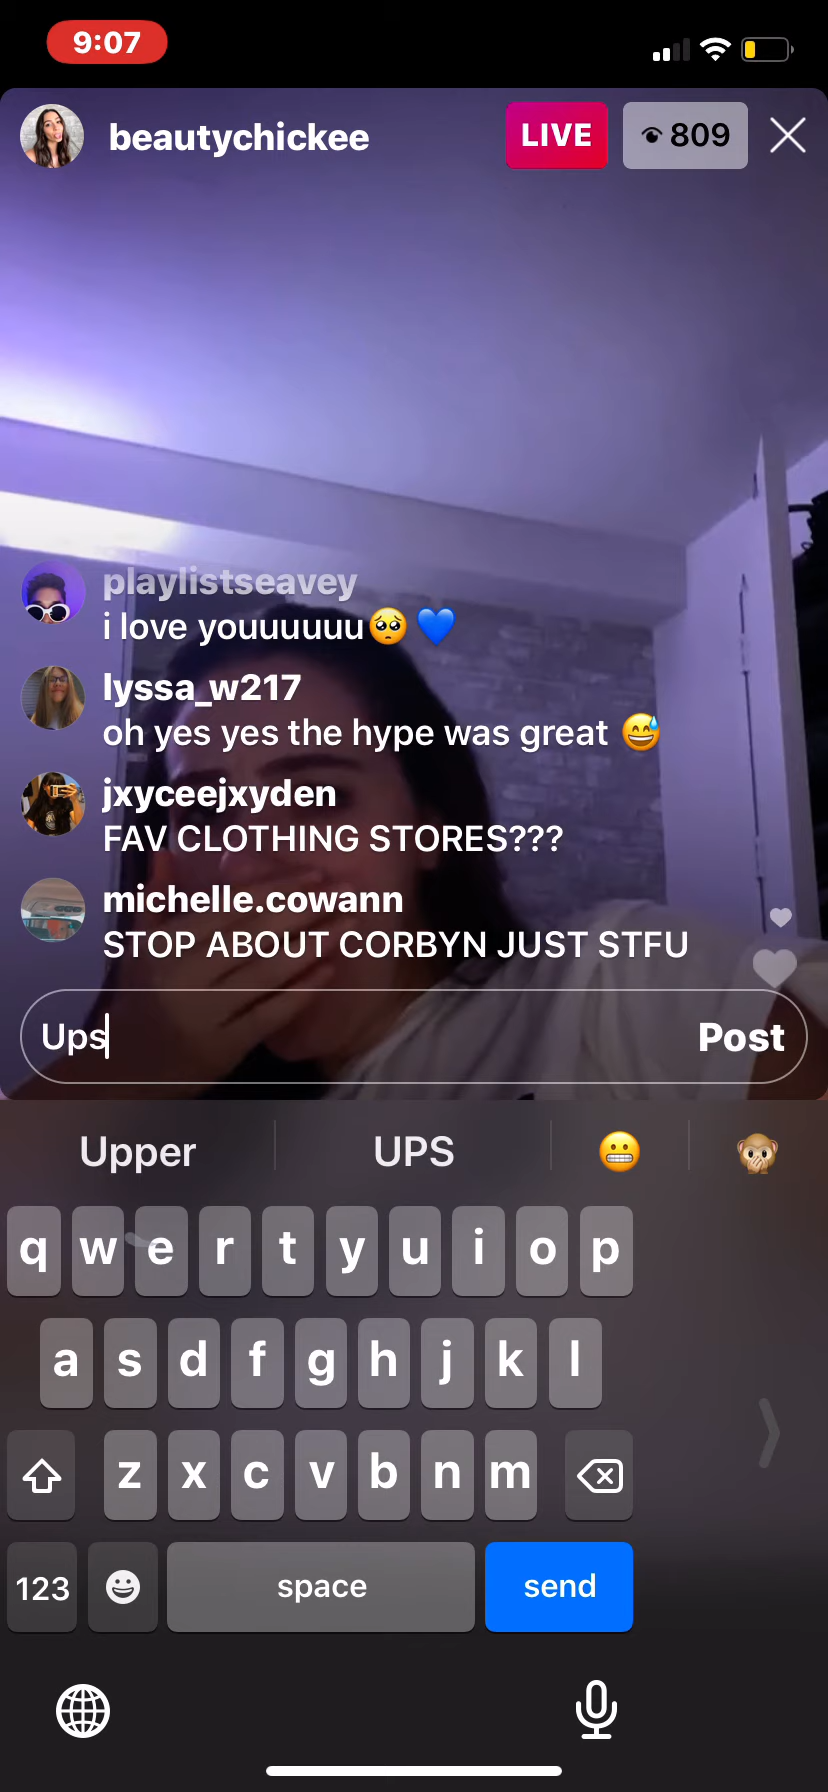 9:07
beautychickee LIVE 809
playlistseavey
i love youuuuuu🥺💙
lyssa_w217
oh yes yes the hype was great 😅
jxyceejxyden
FAV CLOTHING STORES???
michelle.cowann
STOP ABOUT CORBYN JUST STFU
Ups Post
Upper UPS 😬 🙊
q w e r t y u i o p
a s d f g h j k l
z x c v b n m
123 space send